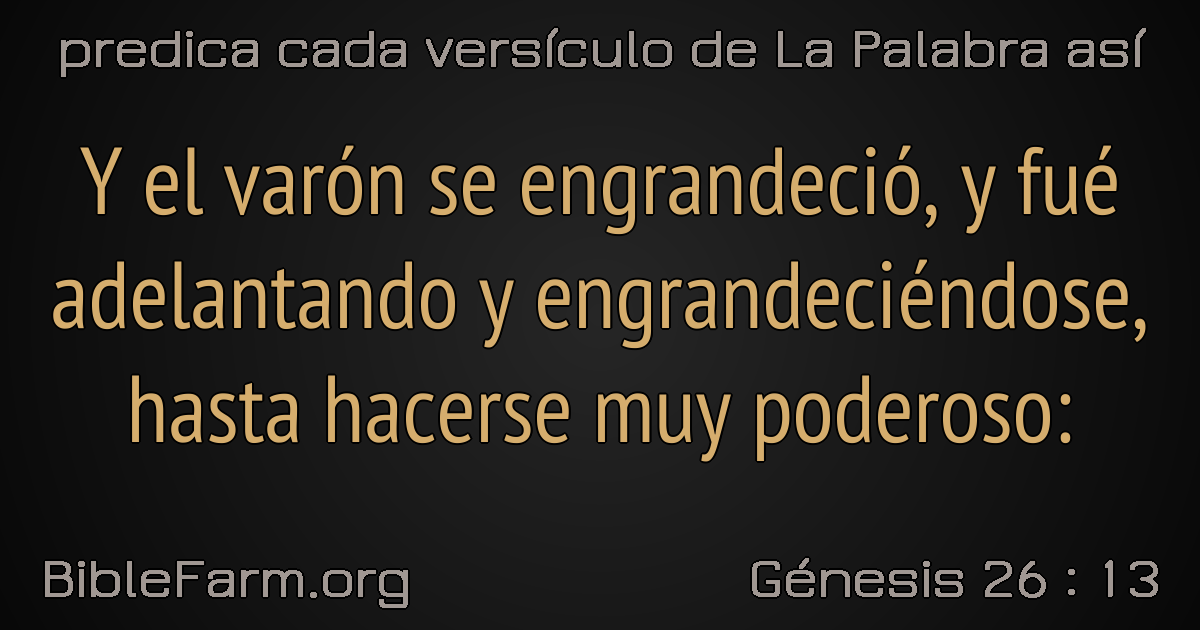 predica cada versículo de La Palabra así
Y el varón se engrandeció, y fué
adelantando y engrandeciéndose,
hasta hacerse muy poderoso:
BibleFarm.org
Génesis 26 : 13